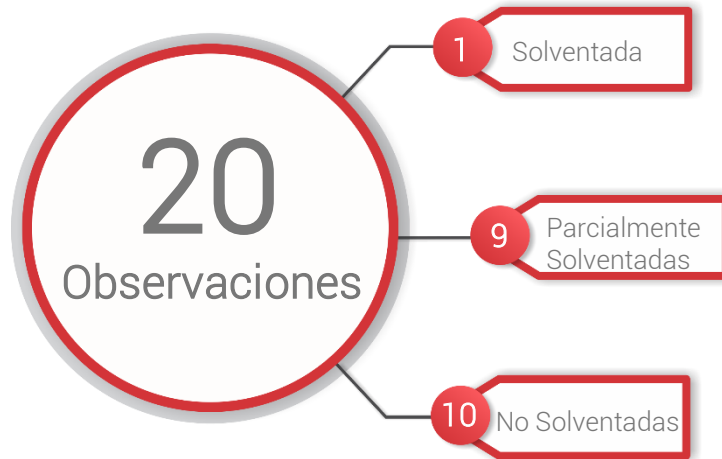 20
Observaciones
1
Solventada
9
Parcialmente
Solventadas
10
No Solventadas